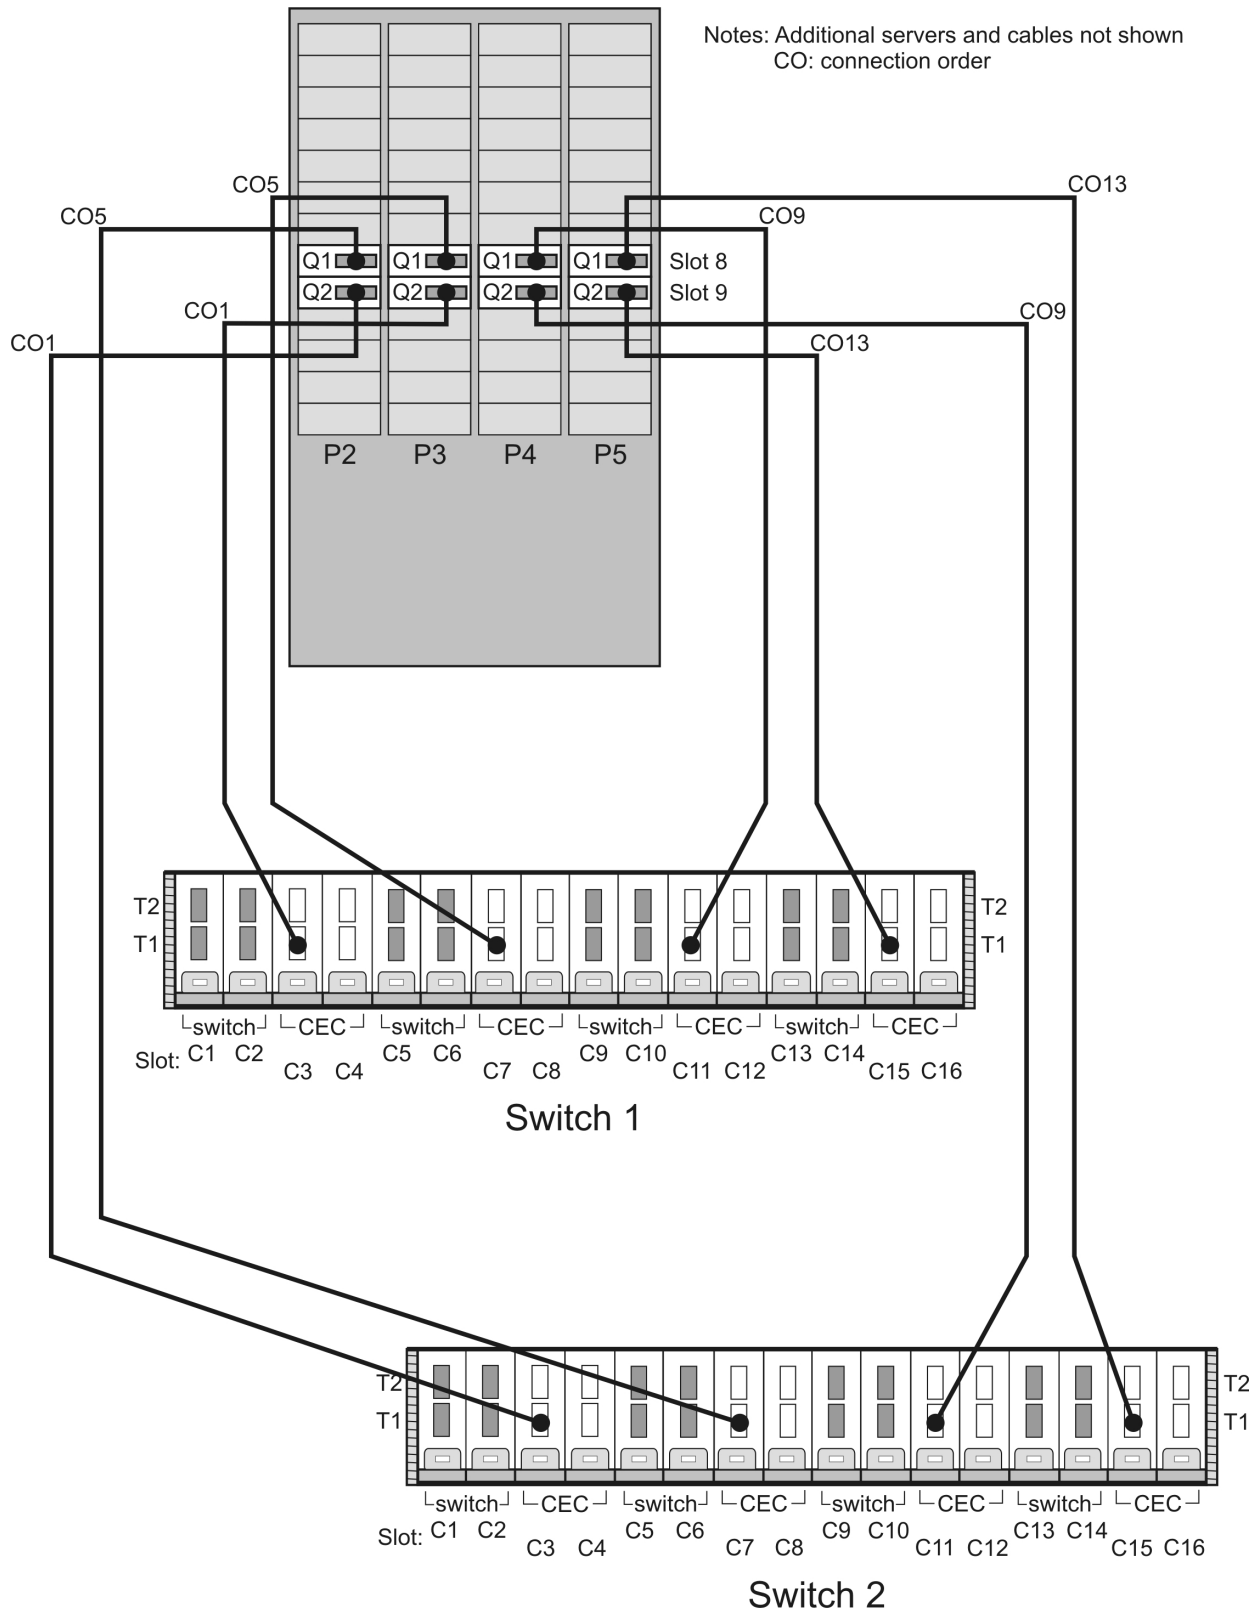 Notes: Additional servers and cables not shown
CO: connection order
CO5 CO13
CO5 CO9
Q1 Q1 Q1 Q1 Slot 8
Q2 Q2 Q2 Q2 Slot 9
CO1 CO9
CO1 CO13
P2 P3 P4 P5
T2 T2
T1 T1
switch CEC switch CEC switch CEC switch CEC
Slot: C1 C2 C3 C4 C5 C6 C7 C8 C9 C10 C11 C12 C13 C14 C15 C16
Switch 1
T2 T2
T1 T1
switch CEC switch CEC switch CEC switch CEC
Slot: C1 C2 C3 C4 C5 C6 C7 C8 C9 C10 C11 C12 C13 C14 C15 C16
Switch 2